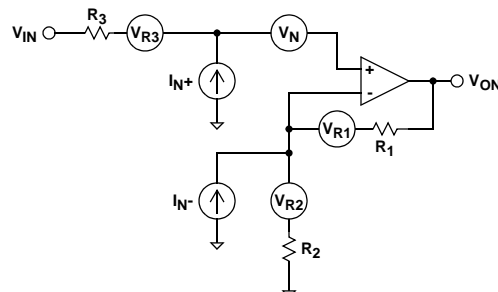 R3
VIN
VR3
VN
IN+
+
-
VON
VR1
R1
IN-
VR2
R2